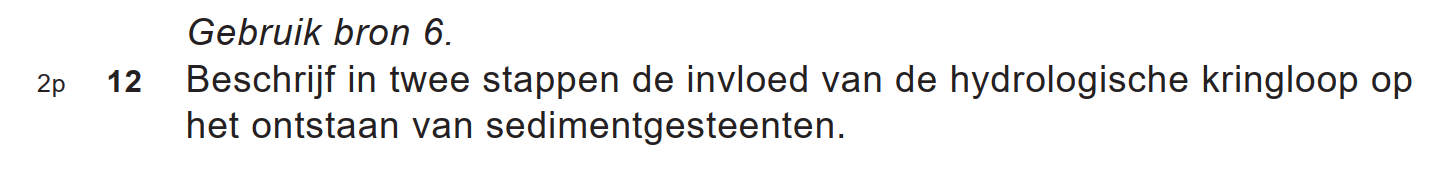 Gebruik bron 6.
2p 12 Beschrijf in twee stappen de invloed van de hydrologische kringloop op
het ontstaan van sedimentgesteenten.